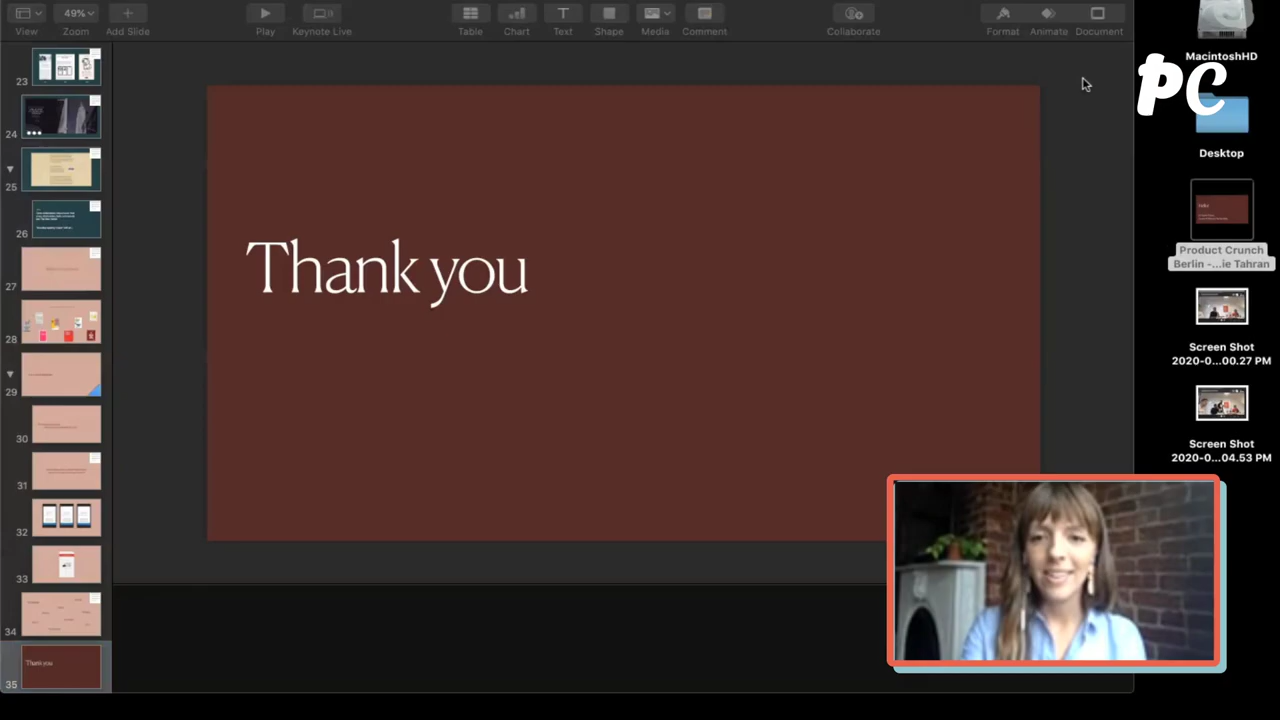 49%
View
Zoom
Add Slide
Play
Keynote Live
Table
Chart
Text
Shape
Media
Comment
Collaborate
Format
Animate
Document
MacintoshHD
PC
Desktop
Product Crunch
Berlin -...ie Tahran
Screen Shot
2020-0...00.27 PM
Screen Shot
2020-0...04.53 PM
23
24
25
26
27
28
29
30
31
32
33
34
35
Thank you
Thank you